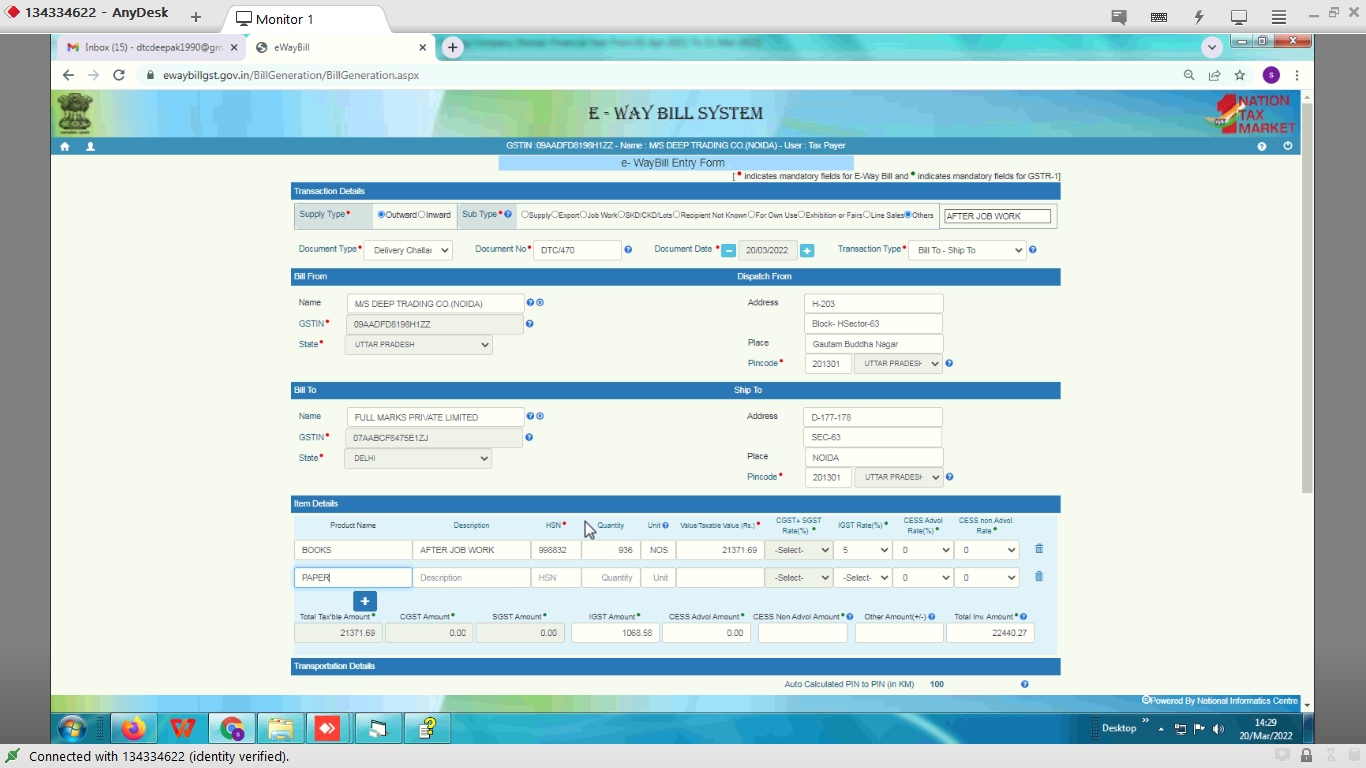 134334622 - AnyDesk
Monitor 1
Inbox (15) - dtcdeepak1990@gm
eWayBill
ewaybillgst.gov.in/BillGeneration/BillGeneration.aspx
E - WAY BILL SYSTEM
NATION
TAX
MARKET
GST
GSTIN :09AADFD8198H1ZZ - Name : M/S DEEP TRADING CO.(NOIDA) - User : Tax Payer
e- WayBill Entry Form
[ * indicates mandatory fields for E-Way Bill and * indicates mandatory fields for GSTR-1]
Transaction Details
Supply Type* Outward Inward Sub Type* Supply Export Job Work SKD/CKD/Lots Recipient Not Known For Own Use Exhibition or Fairs Line Sales Others AFTER JOB WORK
Document Type* Delivery Challan Document No* DTC/470 Document Date * 20/03/2022 Transaction Type* Bill To - Ship To
Bill From Dispatch From
Name M/S DEEP TRADING CO.(NOIDA) Address H-203
GSTIN* 09AADFD8198H1ZZ Block- HSector-63
State* UTTAR PRADESH Place Gautam Buddha Nagar
Pincode* 201301 UTTAR PRADESH
Bill To Ship To
Name FULL MARKS PRIVATE LIMITED Address D-177-178
GSTIN* 07AABCF8475E1ZJ SEC-63
State* DELHI Place NOIDA
Pincode* 201301 UTTAR PRADESH
Item Details
Product Name Description HSN* Quantity Unit Value/Taxable Value (Rs.)* CGST+ SGST Rate(%)* IGST Rate(%)* CESS Advol Rate(%)* CESS non Advol. Rate*
BOOKS AFTER JOB WORK 998832 936 NOS 21371.69 -Select- 5 0 0
PAPER Description HSN Quantity Unit -Select- -Select- 0 0
+
Total Tax'ble Amount* CGST Amount* SGST Amount* IGST Amount* CESS Advol Amount* CESS Non Advol Amount* Other Amount(+/-) Total Inv. Amount*
21371.69 0.00 0.00 1068.58 0.00 22440.27
Transportation Details
Auto Calculated PIN to PIN (in KM) 100
Powered By National Informatics Centre
Desktop
14:29
20/Mar/2022
Connected with 134334622 (identity verified).